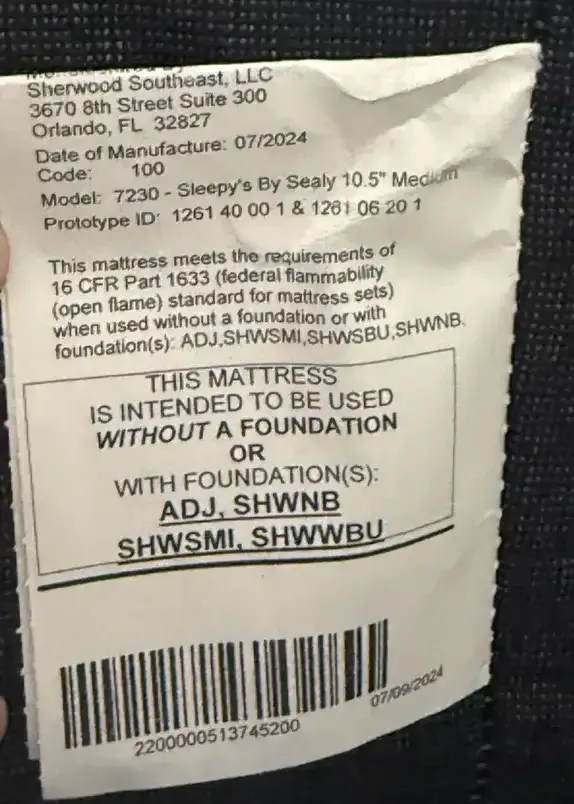 Sherwood Southeast, LLC
3670 8th Street Suite 300
Orlando, FL 32827
Date of Manufacture: 07/2024
Code: 100
Model: 7230 - Sleepy's By Sealy 10.5" Medium
Prototype ID: 1261 40 00 1 & 1261 06 20 1
This mattress meets the requirements of
16 CFR Part 1633 (federal flammability
(open flame) standard for mattress sets)
when used without a foundation or with
foundation(s): ADJ,SHWSMI,SHWSBU,SHWNB.
THIS MATTRESS
IS INTENDED TO BE USED
WITHOUT A FOUNDATION
OR
WITH FOUNDATION(S):
ADJ, SHWNB
SHWSMI, SHWWBU
07/09/2024
2200000513745200